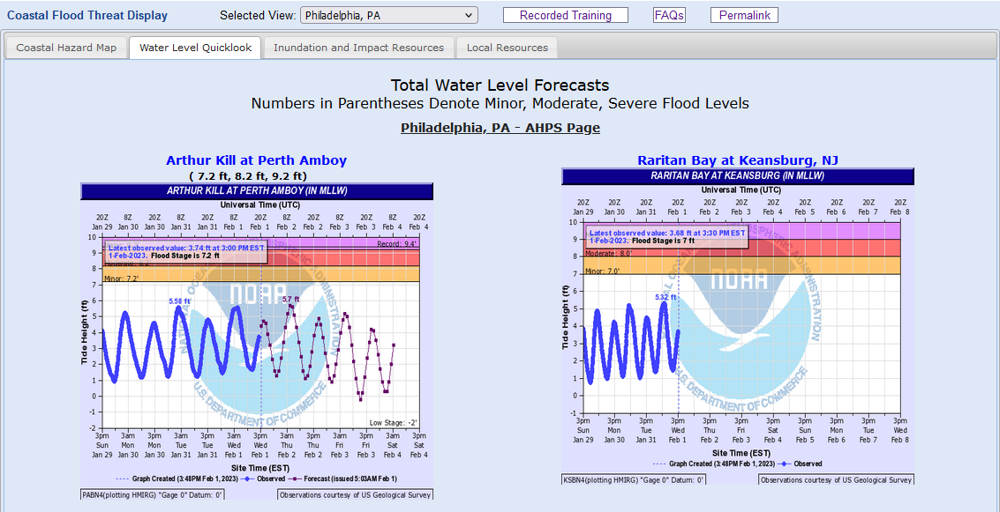 Coastal Flood Threat Display
Selected View: Philadelphia, PA
Recorded Training
FAQs
Permalink
Coastal Hazard Map
Water Level Quicklook
Inundation and Impact Resources
Local Resources
Total Water Level Forecasts
Numbers in Parentheses Denote Minor, Moderate, Severe Flood Levels
Philadelphia, PA - AHPS Page
Arthur Kill at Perth Amboy
( 7.2 ft, 8.2 ft, 9.2 ft)
ARTHUR KILL AT PERTH AMBOY (IN MLLW)
Universal Time (UTC)
20Z 8Z 20Z 8Z 20Z 8Z 20Z 8Z 20Z 8Z 20Z 8Z 20Z
Jan 29 Jan 30 Jan 30 Jan 31 Jan 31 Feb 1 Feb 1 Feb 2 Feb 2 Feb 3 Feb 3 Feb 4 Feb 4
Record: 9.4'
Latest observed value: 3.74 ft at 3:00 PM EST
1-Feb-2023. Flood Stage is 7.2 ft
Minor: 7.2'
NOAA
NATIONAL OCEANIC AND ATMOSPHERIC ADMINISTRATION
U.S. DEPARTMENT OF COMMERCE
5.58 ft
5.7 ft
Tide Height (ft)
10
9
8
7
6
5
4
3
2
1
0
-1
-2
Low Stage: -2'
3pm 3am 3pm 3am 3pm 3am 3pm 3am 3pm 3am 3pm 3am 3pm
Sun Mon Mon Tue Tue Wed Wed Thu Thu Fri Fri Sat Sat
Jan 29 Jan 30 Jan 30 Jan 31 Jan 31 Feb 1 Feb 1 Feb 2 Feb 2 Feb 3 Feb 3 Feb 4 Feb 4
Site Time (EST)
Graph Created (3:48PM Feb 1, 2023) Observed Forecast (issued 5:03AM Feb 1)
PABN4(plotting HMIRG) "Gage 0" Datum: 0'
Observations courtesy of US Geological Survey
Raritan Bay at Keansburg, NJ
RARITAN BAY AT KEANSBURG (IN MLLW)
Universal Time (UTC)
20Z 20Z 20Z 20Z 20Z 20Z 20Z 20Z 20Z 20Z 20Z
Jan 29 Jan 30 Jan 31 Feb 1 Feb 2 Feb 3 Feb 4 Feb 5 Feb 6 Feb 7 Feb 8
Latest observed value: 3.68 ft at 3:30 PM EST
1-Feb-2023. Flood Stage is 7 ft
Moderate : 8.0'
Minor: 7.0'
NOAA
U.S. DEPARTMENT OF COMMERCE
5.32 ft
Tide Height (ft)
10
9
8
7
6
5
4
3
2
1
0
-1
3pm 3pm 3pm 3pm 3pm 3pm 3pm 3pm 3pm 3pm 3pm
Sun Mon Tue Wed Thu Fri Sat Sun Mon Tue Wed
Jan 29 Jan 30 Jan 31 Feb 1 Feb 2 Feb 3 Feb 4 Feb 5 Feb 6 Feb 7 Feb 8
Site Time (EST)
Graph Created (3:48PM Feb 1, 2023) Observed
KSBN4(plotting HMIRG) "Gage 0" Datum: 0'
Observations courtesy of US Geological Survey